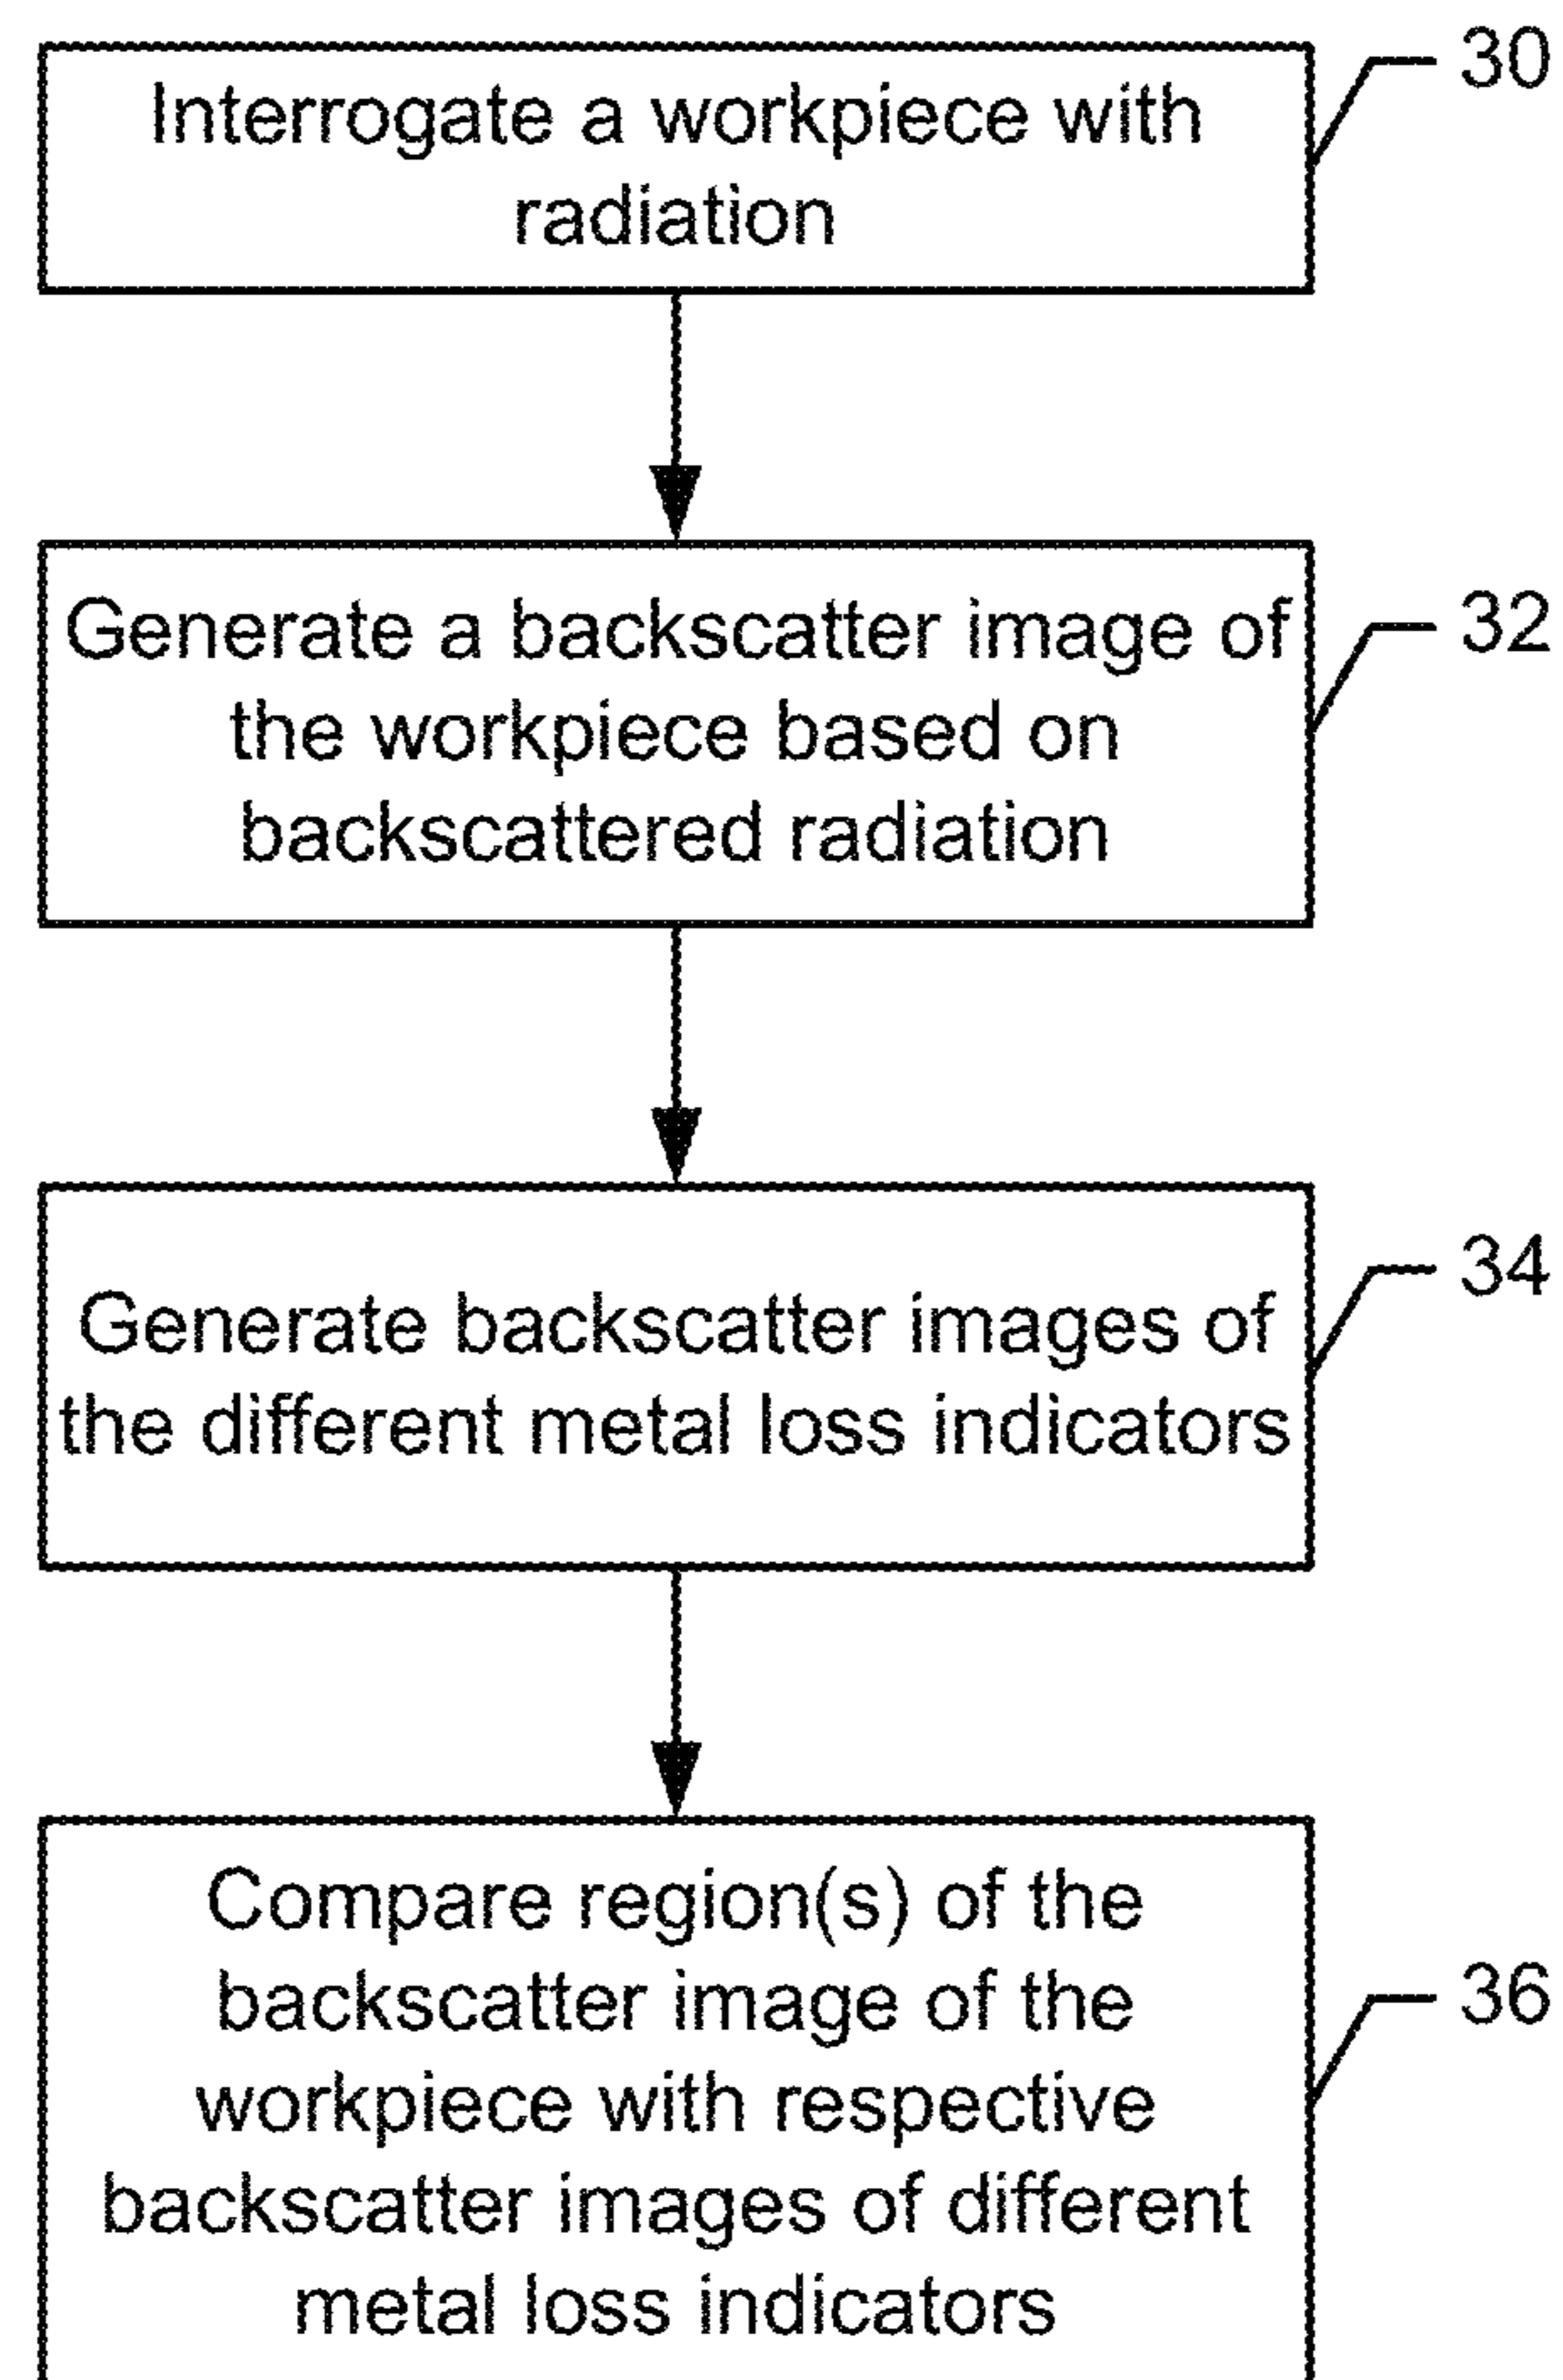 Interrogate a workpiece with
radiation
30
Generate a backscatter image of
the workpiece based on
backscattered radiation
32
Generate backscatter images of
the different metal loss indicators
34
Compare region(s) of the
backscatter image of the
workpiece with respective
backscatter images of different
metal loss indicators
36